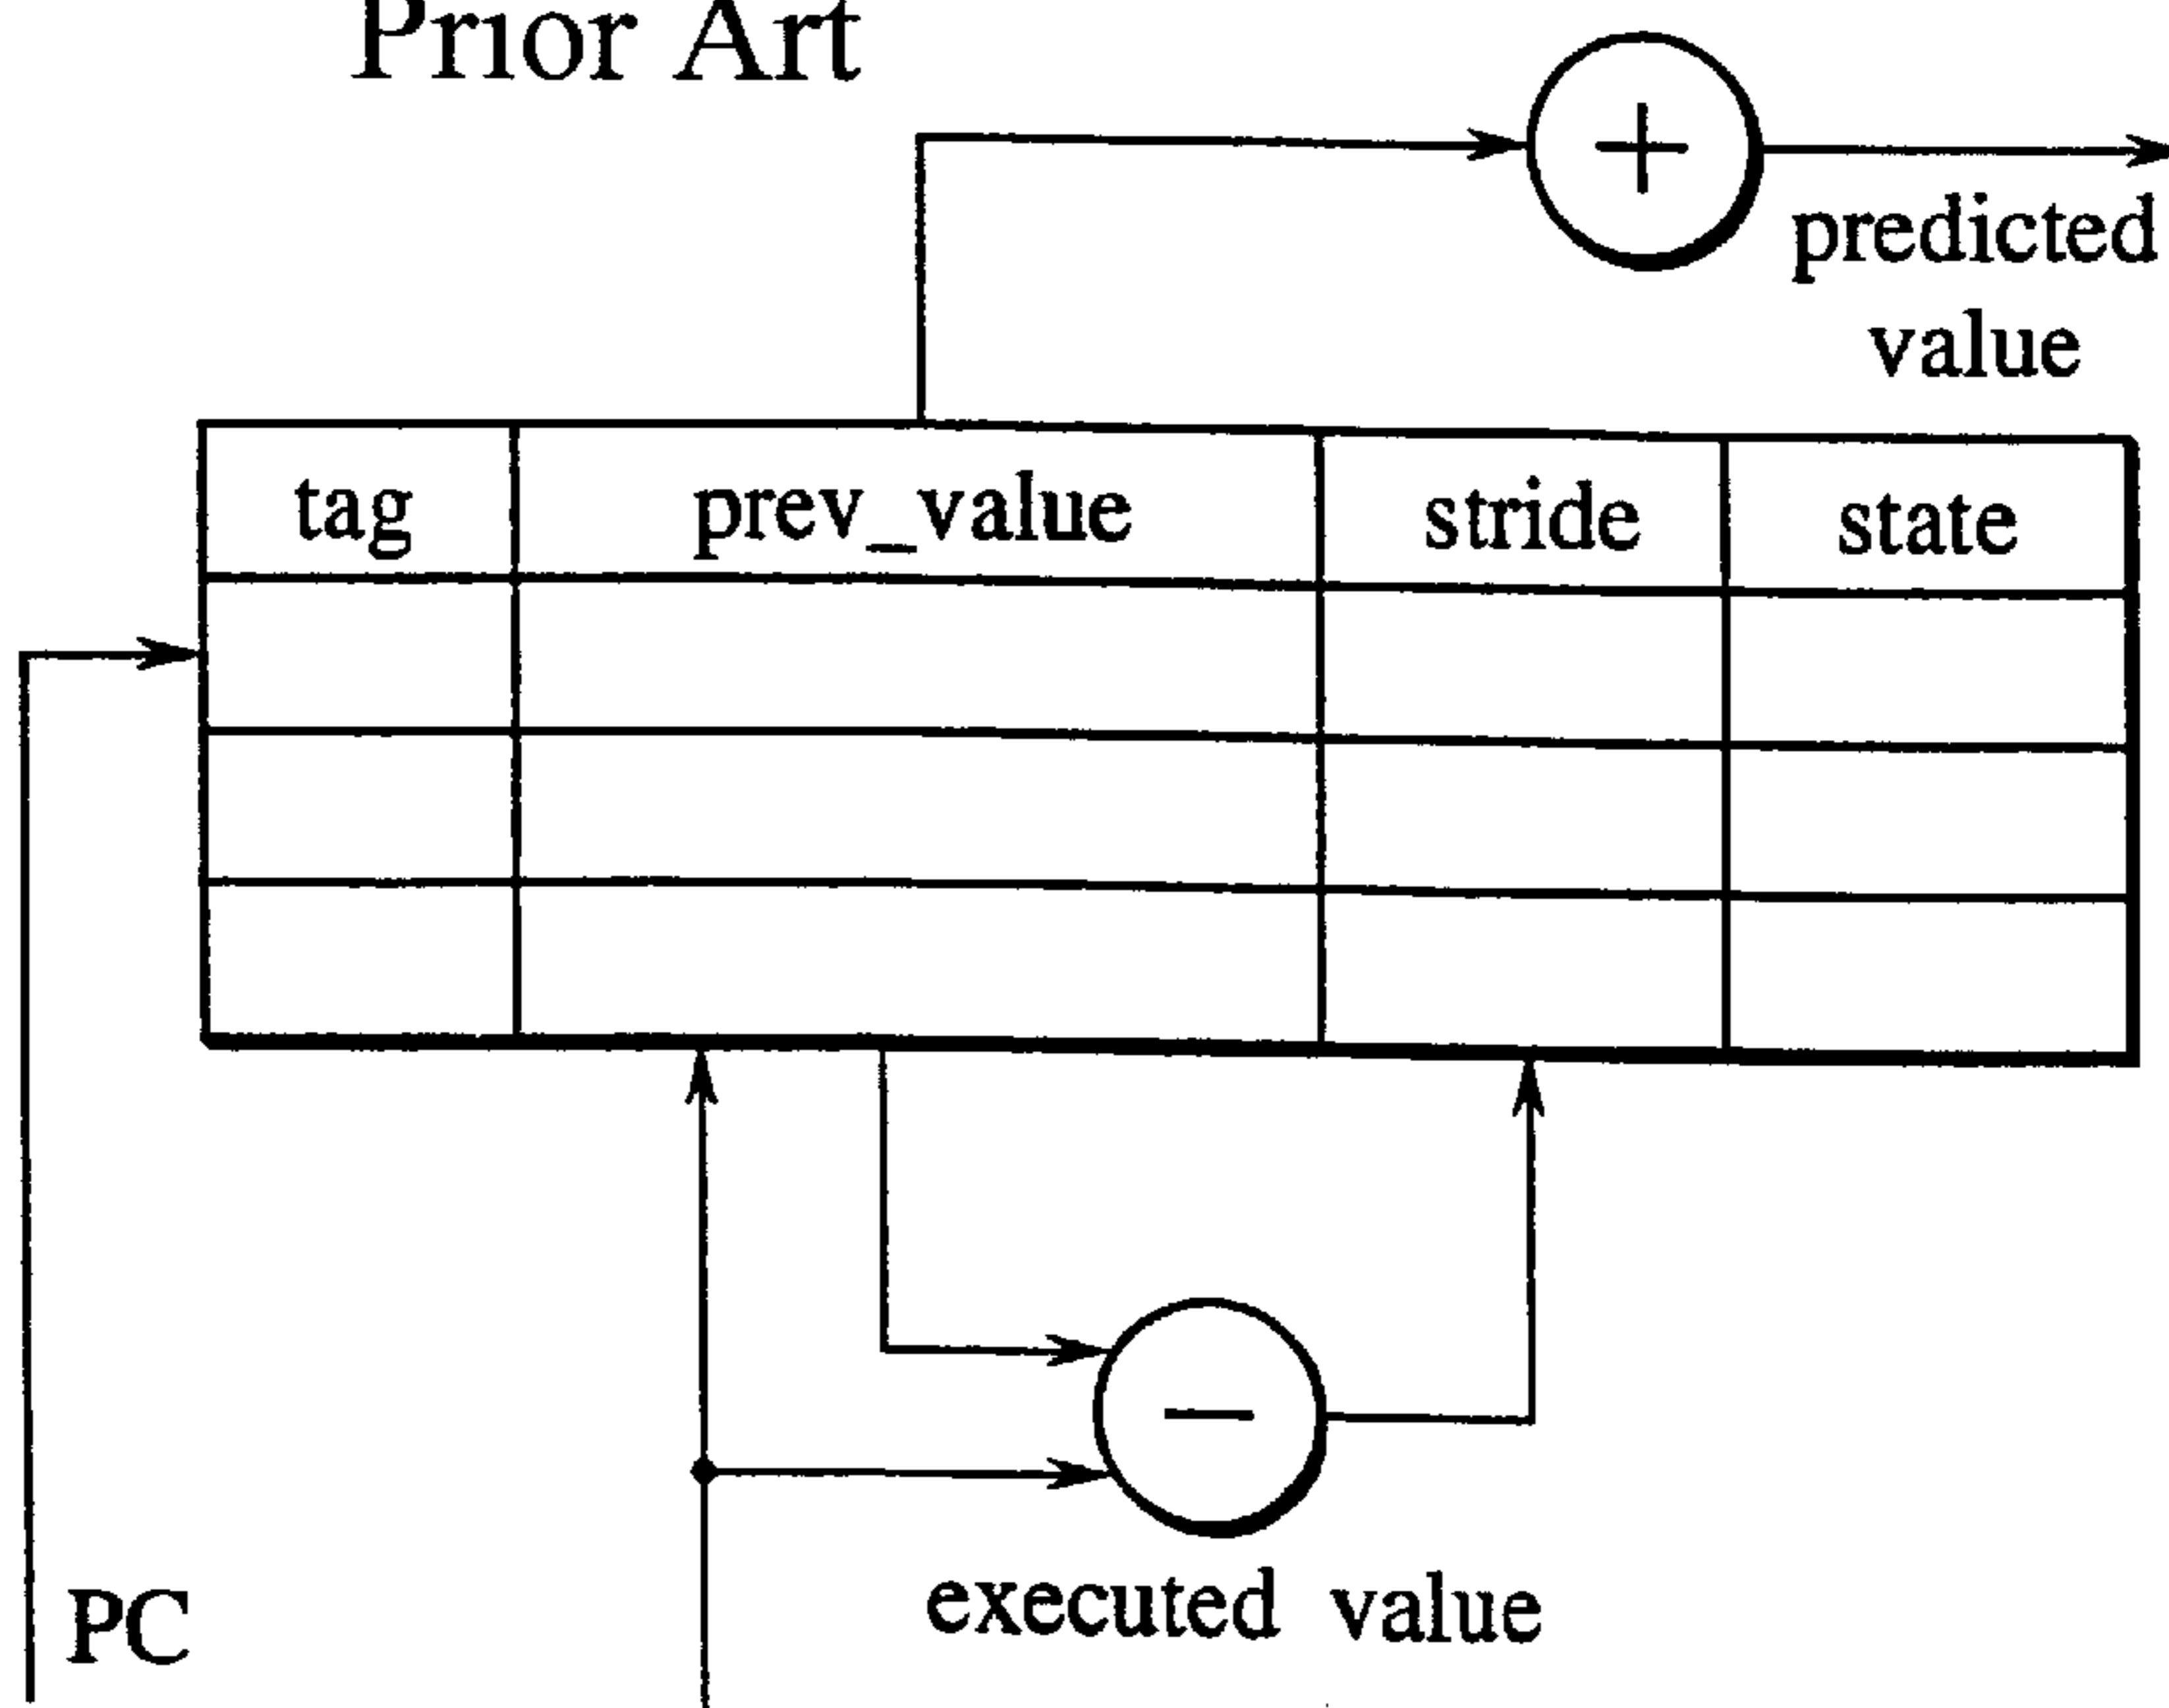 Prior Art
+
predicted
value
tag prev_value stride state
−
executed value
PC